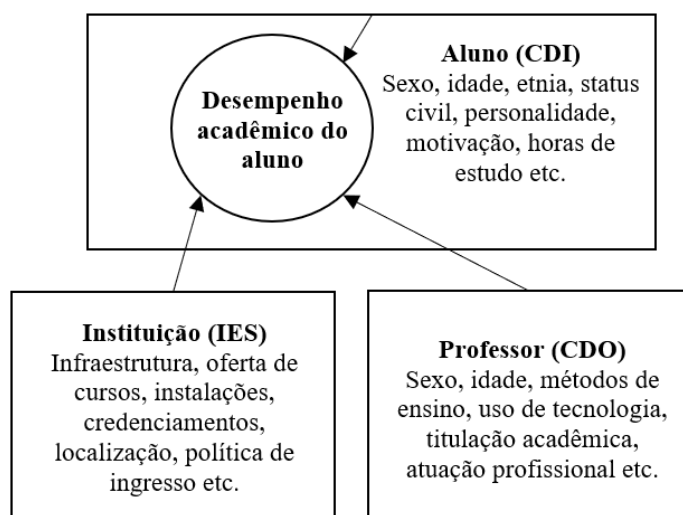 Desempenho
acadêmico do
aluno
Aluno (CDI)
Sexo, idade, etnia, status
civil, personalidade,
motivação, horas de
estudo etc.
Instituição (IES)
Infraestrutura, oferta de
cursos, instalações,
credenciamentos,
localização, política de
ingresso etc.
Professor (CDO)
Sexo, idade, métodos de
ensino, uso de tecnologia,
titulação acadêmica,
atuação profissional etc.